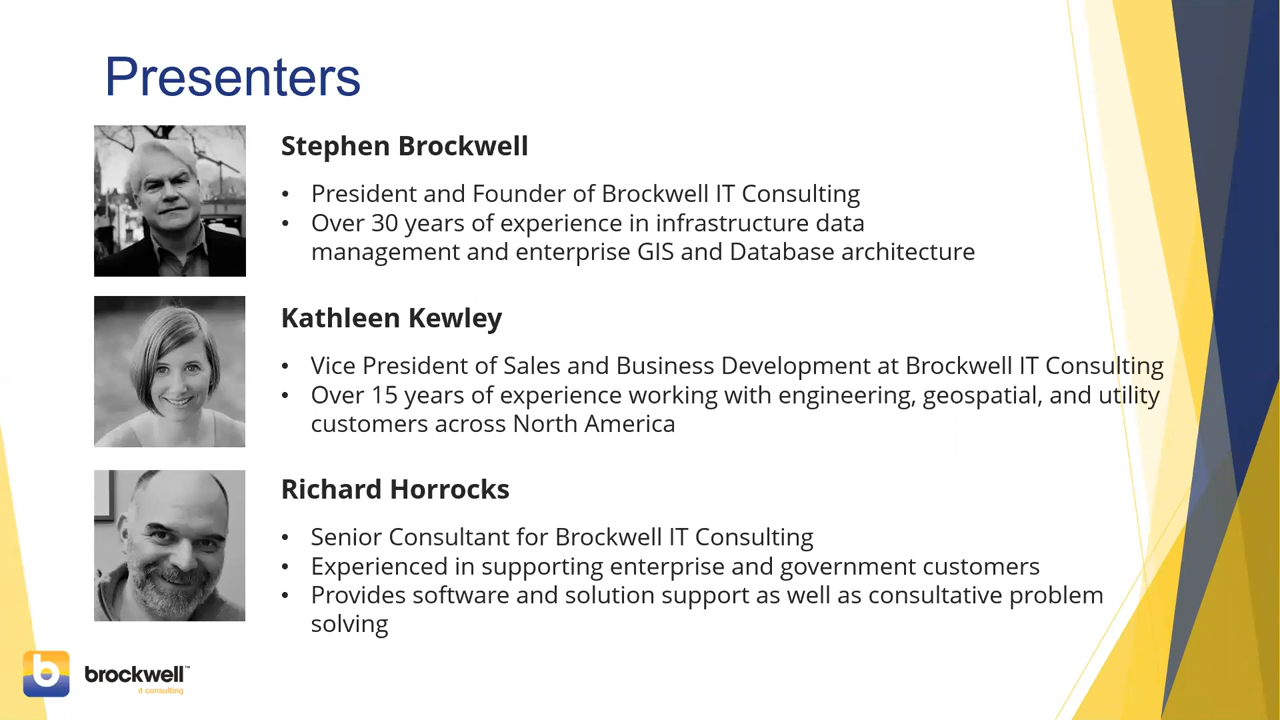 Presenters
Stephen Brockwell
• President and Founder of Brockwell IT Consulting
• Over 30 years of experience in infrastructure data
management and enterprise GIS and Database architecture
Kathleen Kewley
• Vice President of Sales and Business Development at Brockwell IT Consulting
• Over 15 years of experience working with engineering, geospatial, and utility
customers across North America
Richard Horrocks
• Senior Consultant for Brockwell IT Consulting
• Experienced in supporting enterprise and government customers
• Provides software and solution support as well as consultative problem
solving
b
brockwell™
it consulting